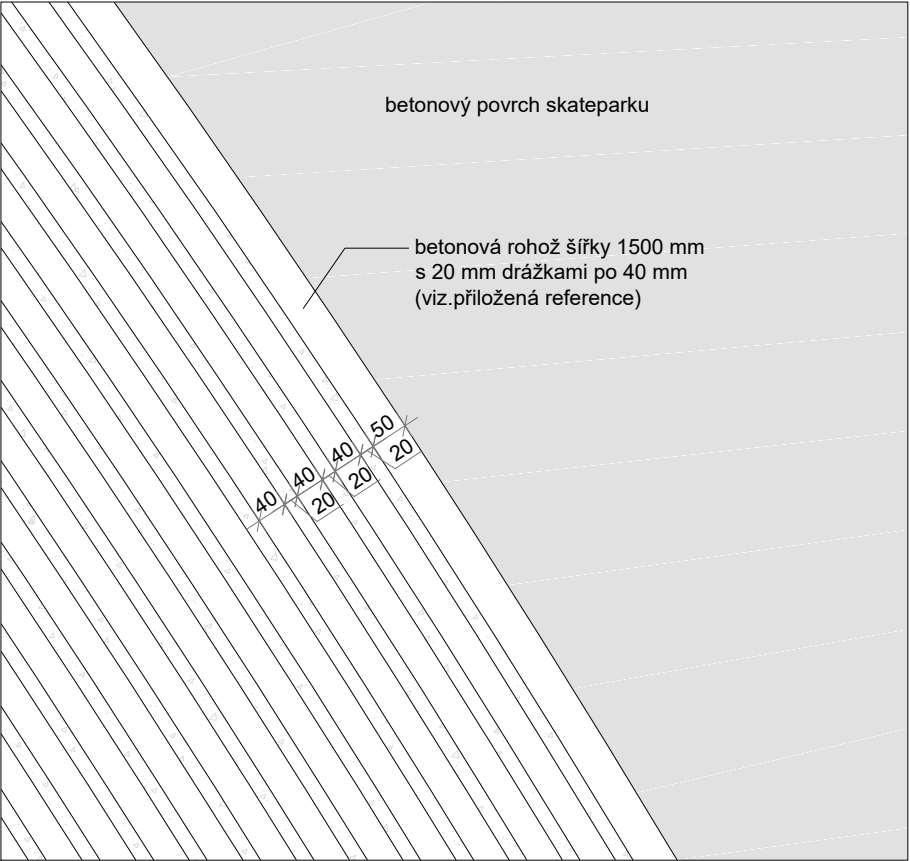 betonový povrch skateparku
betonová rohož šířky 1500 mm
s 20 mm drážkami po 40 mm
(viz.přiložená reference)
40
40
40
50
20
20
20